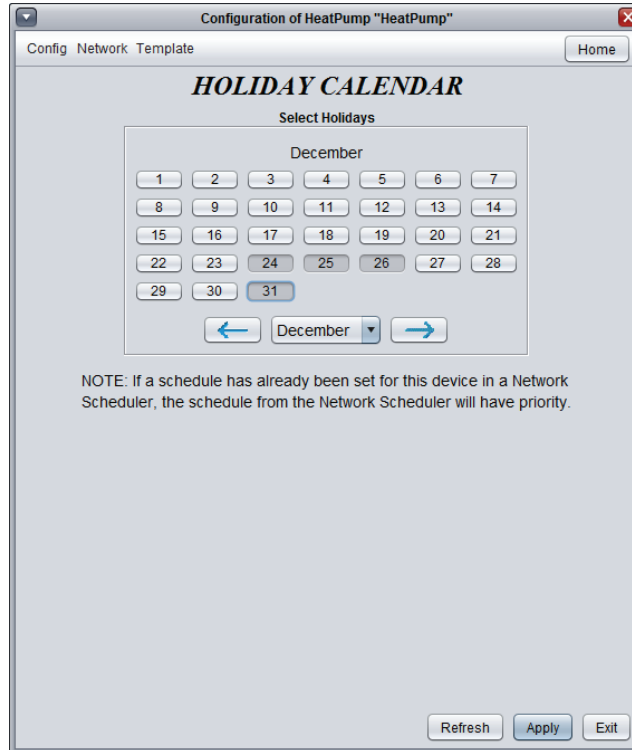 Configuration of HeatPump "HeatPump"
Config Network Template Home
HOLIDAY CALENDAR
Select Holidays
December
1 2 3 4 5 6 7
8 9 10 11 12 13 14
15 16 17 18 19 20 21
22 23 24 25 26 27 28
29 30 31
December
NOTE: If a schedule has already been set for this device in a Network
Scheduler, the schedule from the Network Scheduler will have priority.
Refresh Apply Exit